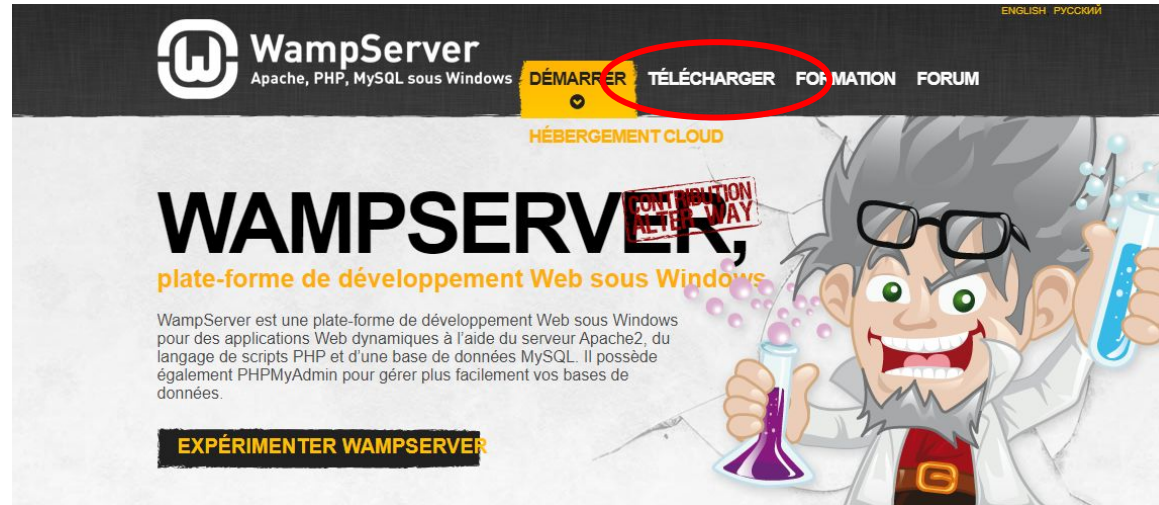 ENGLISH РУССКИЙ
WampServer
Apache, PHP, MySQL sous Windows
DÉMARRER TÉLÉCHARGER FORMATION FORUM
HÉBERGEMENT CLOUD
WAMPSERVER,
CONTRIBUTION
ALTER WAY
plate-forme de développement Web sous Windows
WampServer est une plate-forme de développement Web sous Windows
pour des applications Web dynamiques à l'aide du serveur Apache2, du
langage de scripts PHP et d'une base de données MySQL. Il possède
également PHPMyAdmin pour gérer plus facilement vos bases de
données.
EXPÉRIMENTER WAMPSERVER